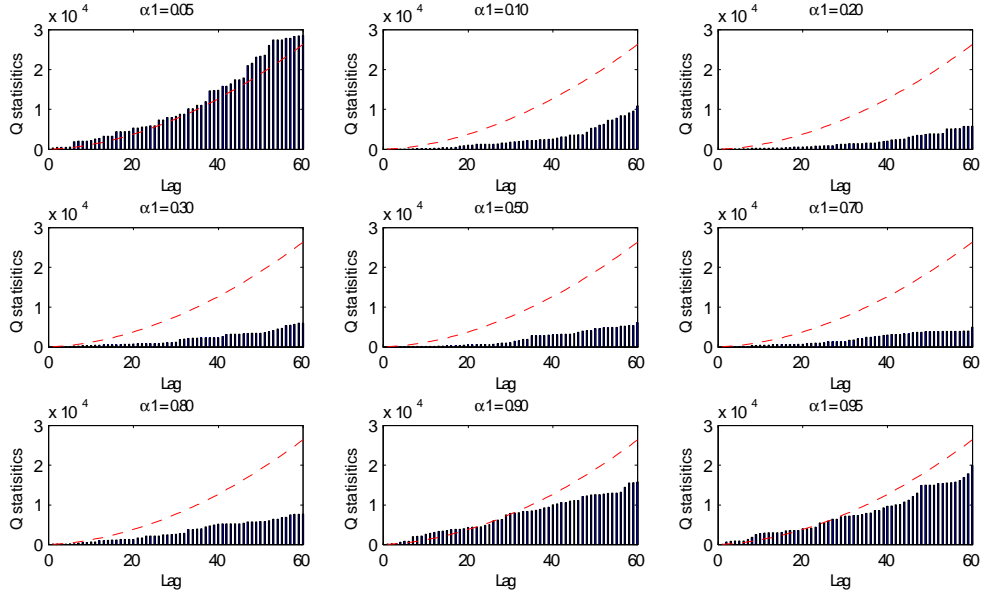 x 10 4 α1=0.05 x 10 4 α1=0.10 x 10 4 α1=0.20
3 3 3
2 2 2
1 1 1
0 0 0
Q statisitics Q statisitics Q statisitics
0 20 40 60 0 20 40 60 0 20 40 60
Lag Lag Lag
x 10 4 α1=0.30 x 10 4 α1=0.50 x 10 4 α1=0.70
3 3 3
2 2 2
1 1 1
0 0 0
Q statisitics Q statisitics Q statisitics
0 20 40 60 0 20 40 60 0 20 40 60
Lag Lag Lag
x 10 4 α1=0.80 x 10 4 α1=0.90 x 10 4 α1=0.95
3 3 3
2 2 2
1 1 1
0 0 0
Q statisitics Q statisitics Q statisitics
0 20 40 60 0 20 40 60 0 20 40 60
Lag Lag Lag